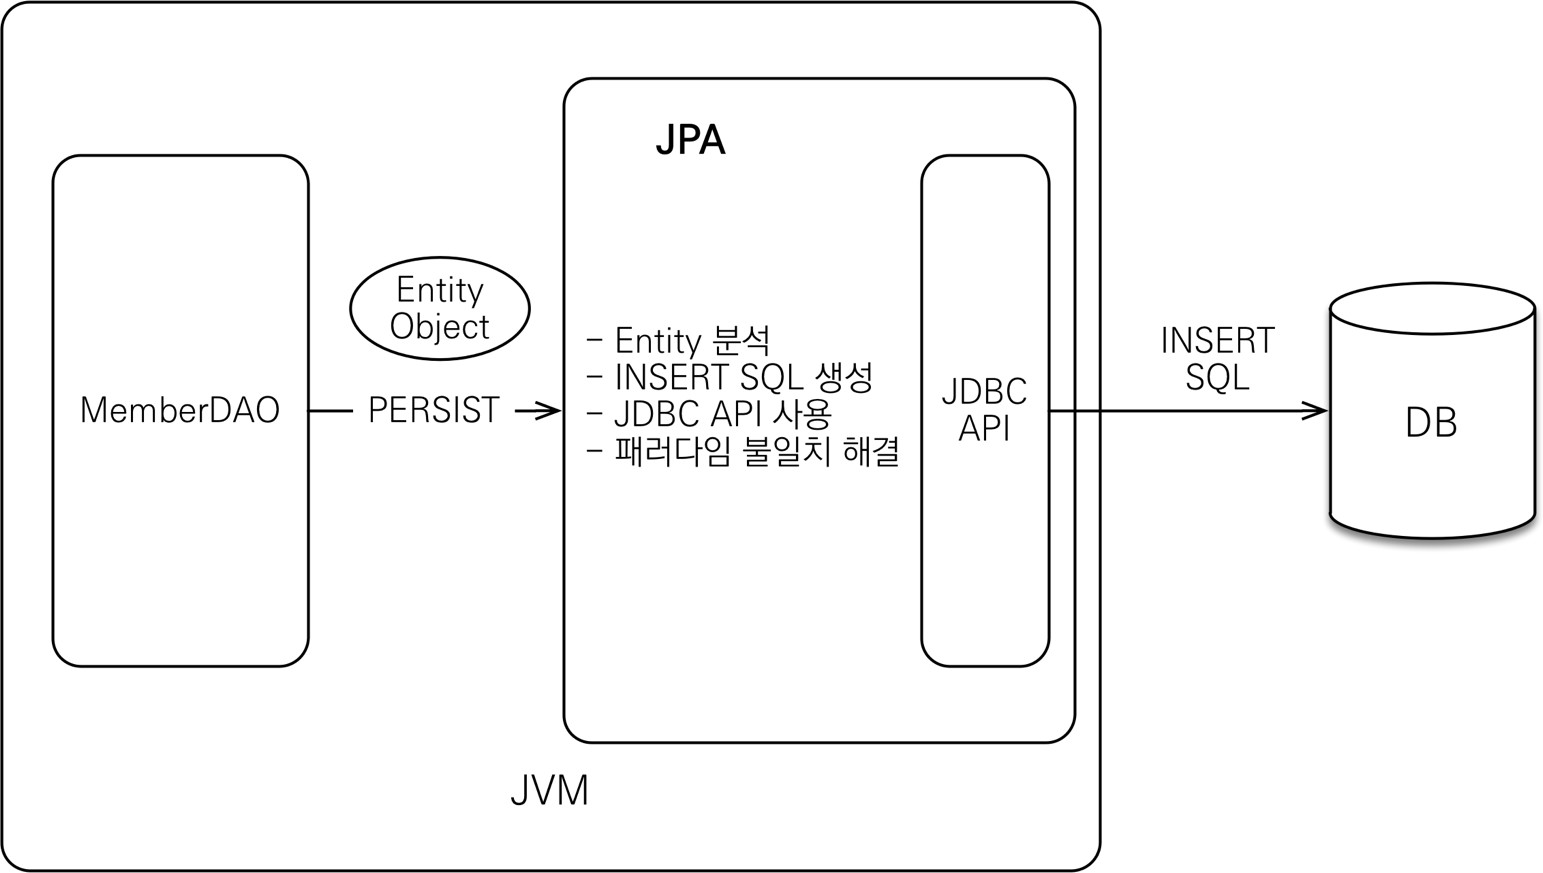 JPA
Entity
Object
MemberDAO
PERSIST
– Entity 분석
– INSERT SQL 생성
– JDBC API 사용
– 패러다임 불일치 해결
JDBC
API
INSERT
SQL
DB
JVM